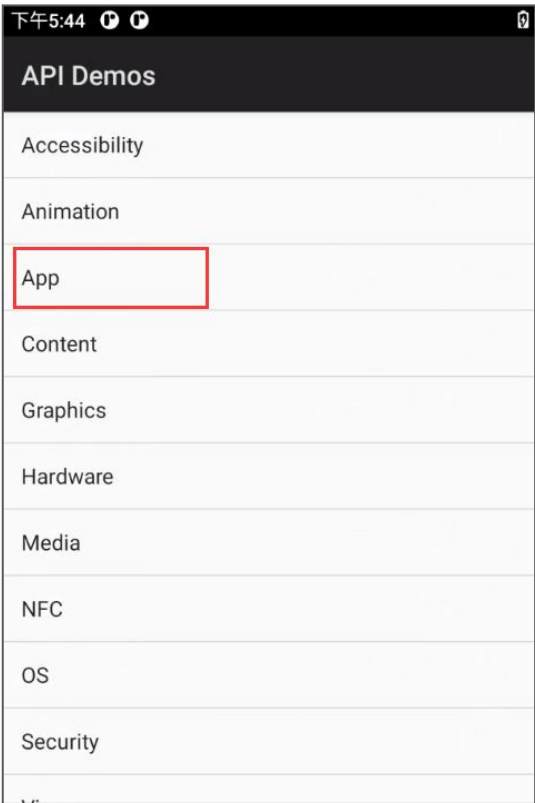 下午5:44
API Demos
Accessibility
Animation
App
Content
Graphics
Hardware
Media
NFC
OS
Security